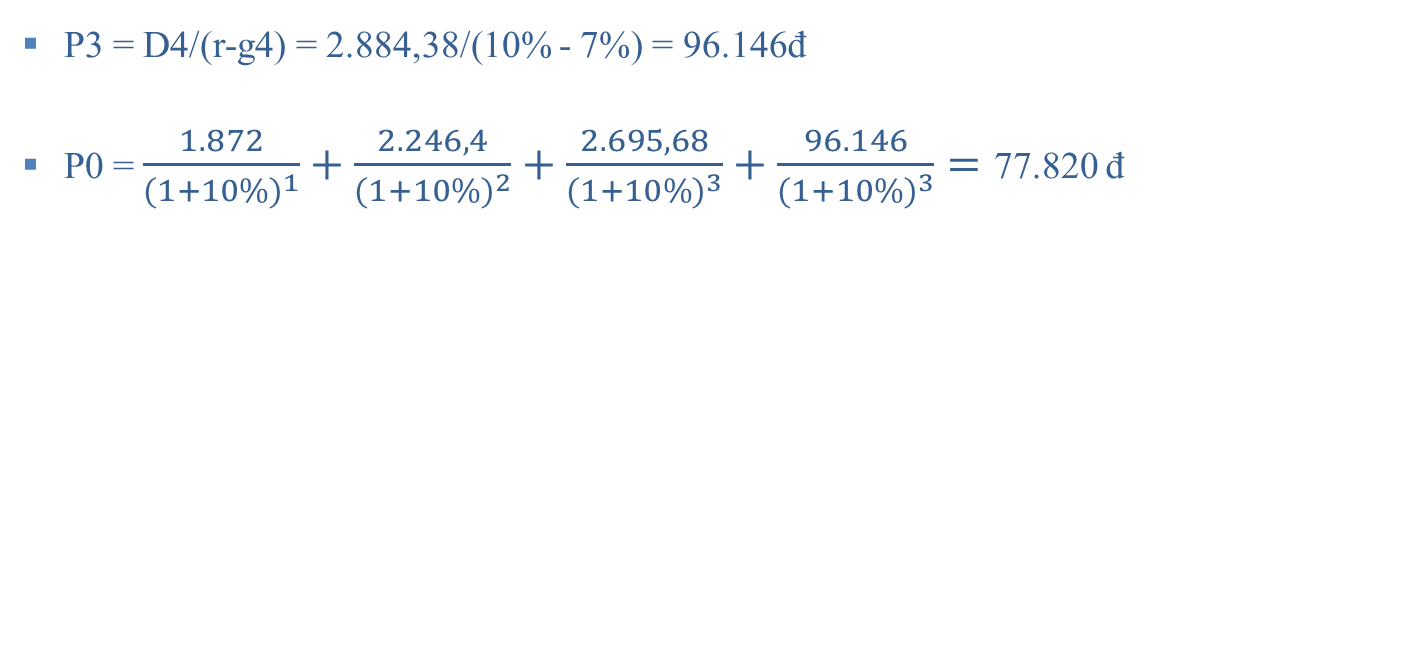 ▪ P3 = D4/(r-g4) = 2.884,38/(10% - 7%) = 96.146đ
▪ P0 = 1.872/(1+10%)¹ + 2.246,4/(1+10%)² + 2.695,68/(1+10%)³ + 96.146/(1+10%)³ = 77.820 đ